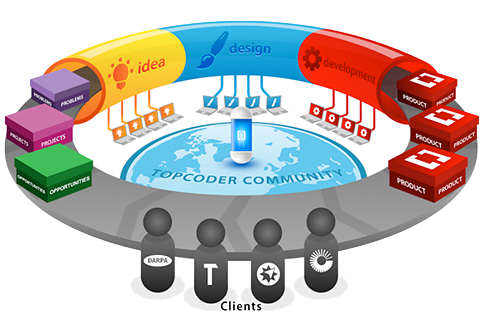 idea
design
development
PROBLEMS
PROBLEMS
PROJECTS
PROJECTS
OPPORTUNITIES
OPPORTUNITIES
PRODUCT
PRODUCT
PRODUCT
PRODUCT
PRODUCT
PRODUCT
TOPCODER COMMUNITY
DARPA
T
Clients